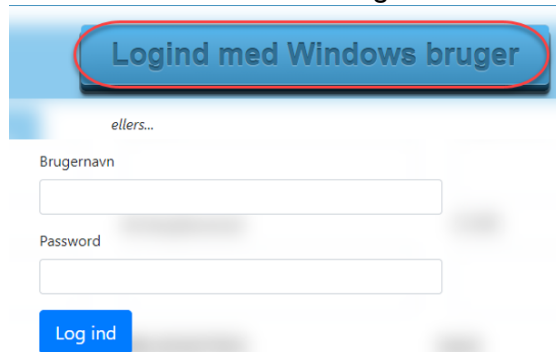 Logind med Windows bruger
ellers...
Brugernavn
Password
Log ind